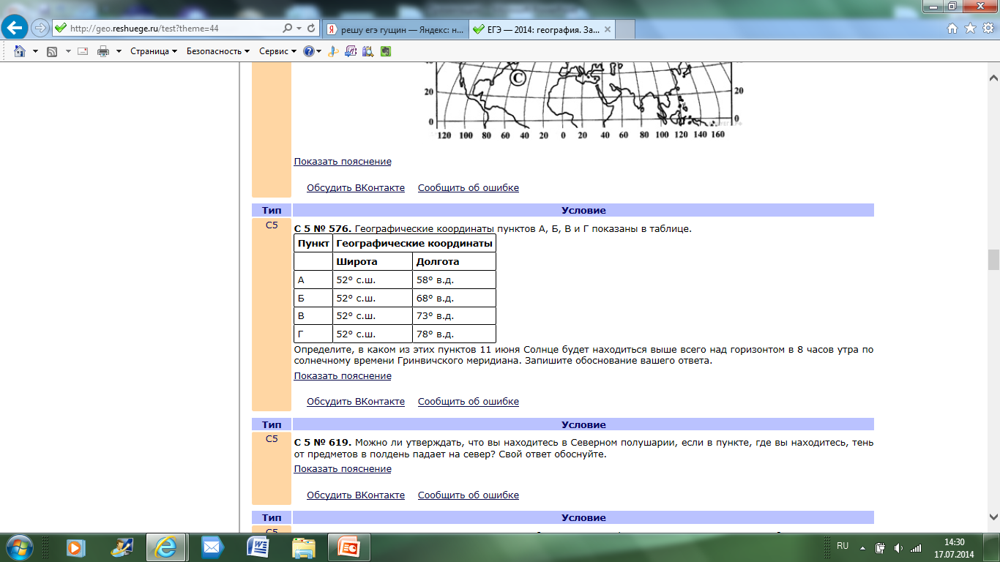 http://geo.reshuege.ru/test?theme=44
решу егэ гущин — Яндекс: н...
ЕГЭ — 2014: география. За...
Страница
Безопасность
Сервис
C
20
20
0
0
120 100 80 60 40 20 0 20 40 60 80 100 120 140 160
Показать пояснение
Обсудить ВКонтакте Сообщить об ошибке
Тип Условие
C5
C 5 № 576. Географические координаты пунктов А, Б, В и Г показаны в таблице.
Пункт Географические координаты
Широта Долгота
А 52° с.ш. 58° в.д.
Б 52° с.ш. 68° в.д.
В 52° с.ш. 73° в.д.
Г 52° с.ш. 78° в.д.
Определите, в каком из этих пунктов 11 июня Солнце будет находиться выше всего над горизонтом в 8 часов утра по
солнечному времени Гринвичского меридиана. Запишите обоснование вашего ответа.
Показать пояснение
Обсудить ВКонтакте Сообщить об ошибке
Тип Условие
C5
C 5 № 619. Можно ли утверждать, что вы находитесь в Северном полушарии, если в пункте, где вы находитесь, тень
от предметов в полдень падает на север? Свой ответ обоснуйте.
Показать пояснение
Обсудить ВКонтакте Сообщить об ошибке
Тип Условие
C5
RU
14:30
17.07.2014